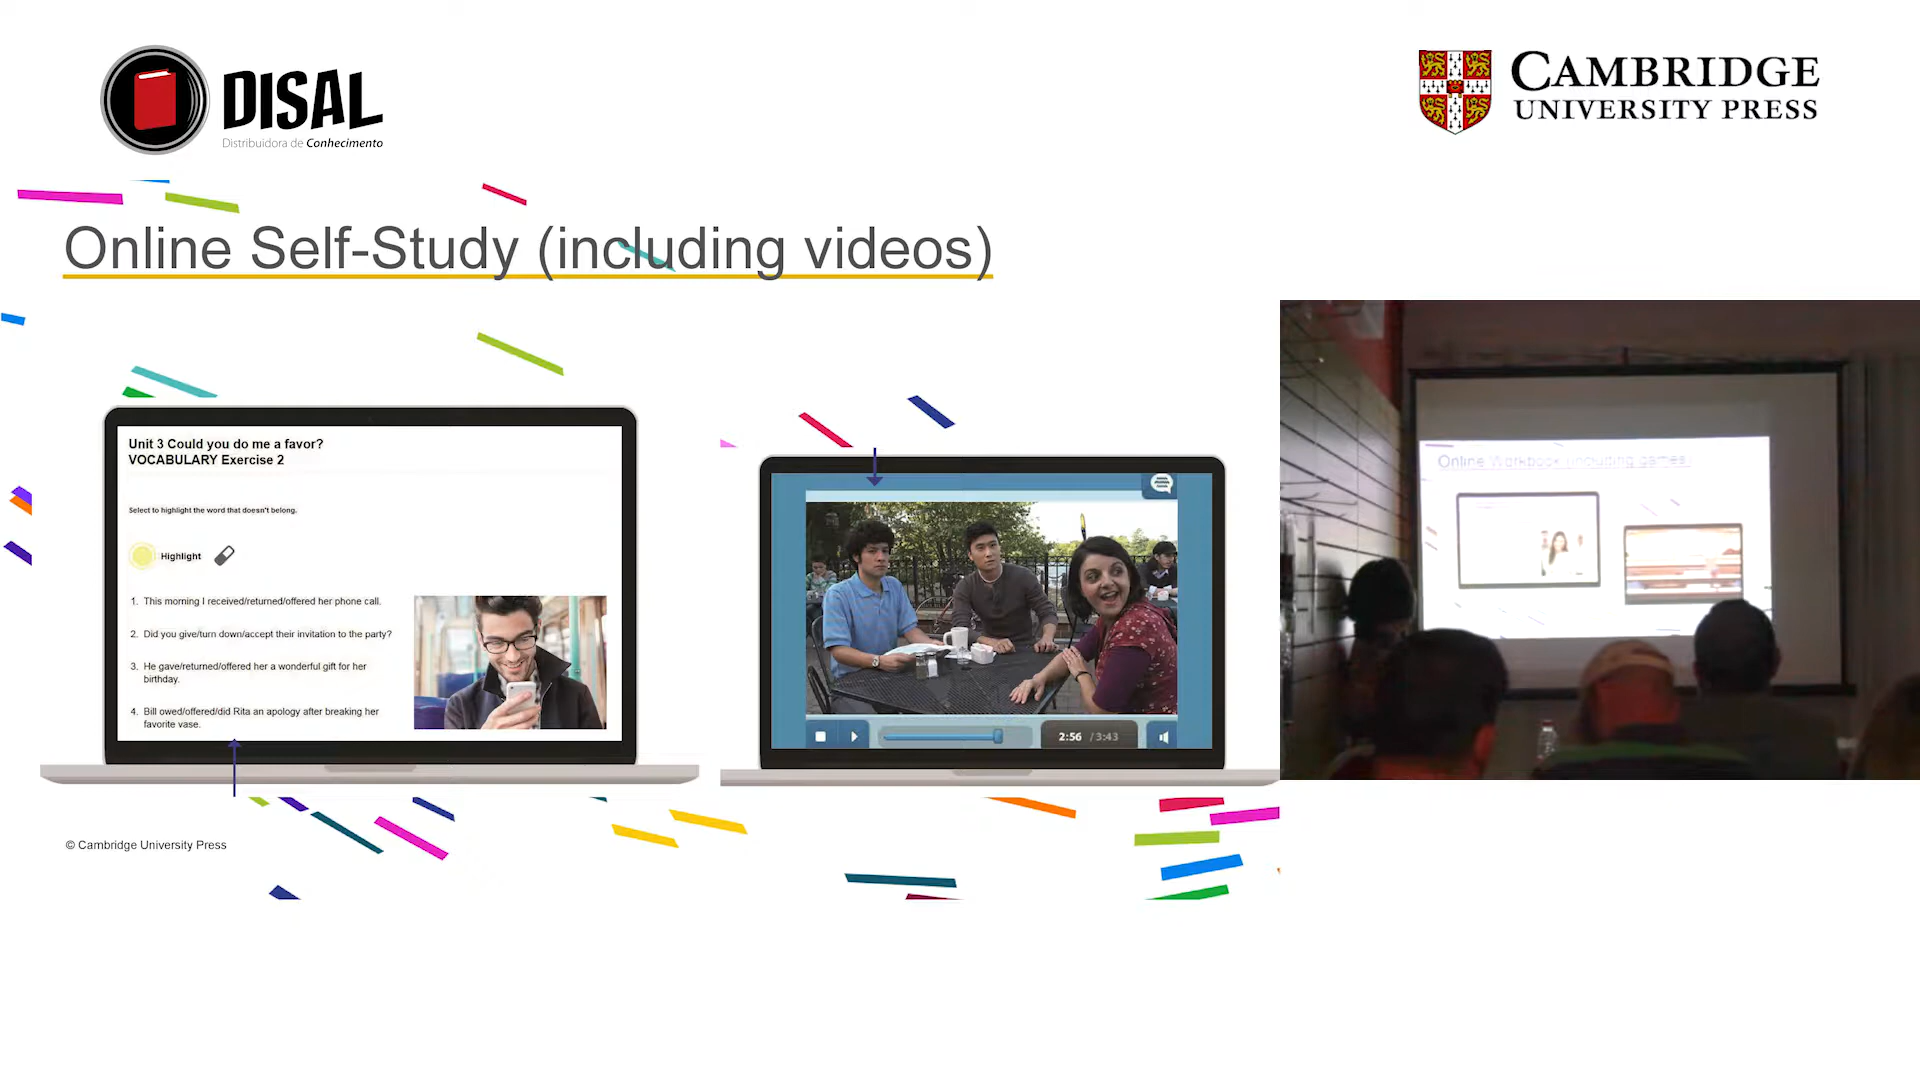 DISAL
Distribuidora de Conhecimento
CAMBRIDGE
UNIVERSITY PRESS
Online Self-Study (including videos)
Unit 3 Could you do me a favor?
VOCABULARY Exercise 2
Select to highlight the word that doesn't belong.
Highlight
1. This morning I received/returned/offered her phone call.
2. Did you give/turn down/accept their invitation to the party?
3. He gave/returned/offered her a wonderful gift for her
birthday.
4. Bill owed/offered/did Rita an apology after breaking her
favorite vase.
2:56 / 3:43
Online Workbook (including games)
© Cambridge University Press